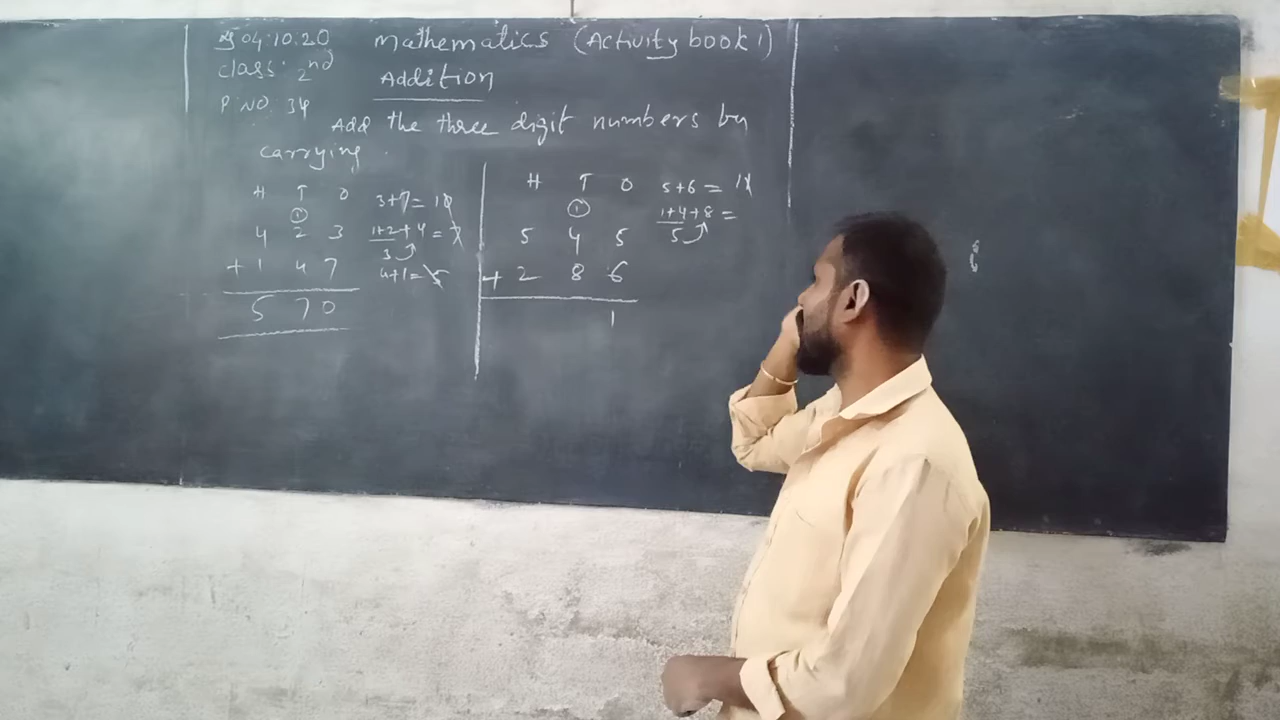 04.10.20 Mathematics (Activity book 1)
Class: 2nd Addition
P. NO. 34
Add the three digit numbers by
carrying.
H T O 3+7=10
1
4 2 3 1+2+4=7
3
+ 1 4 7 4+1=5
5 7 0
H T O 5+6=11
1 1+4+8=
5 4 5 5
+ 2 8 6
1